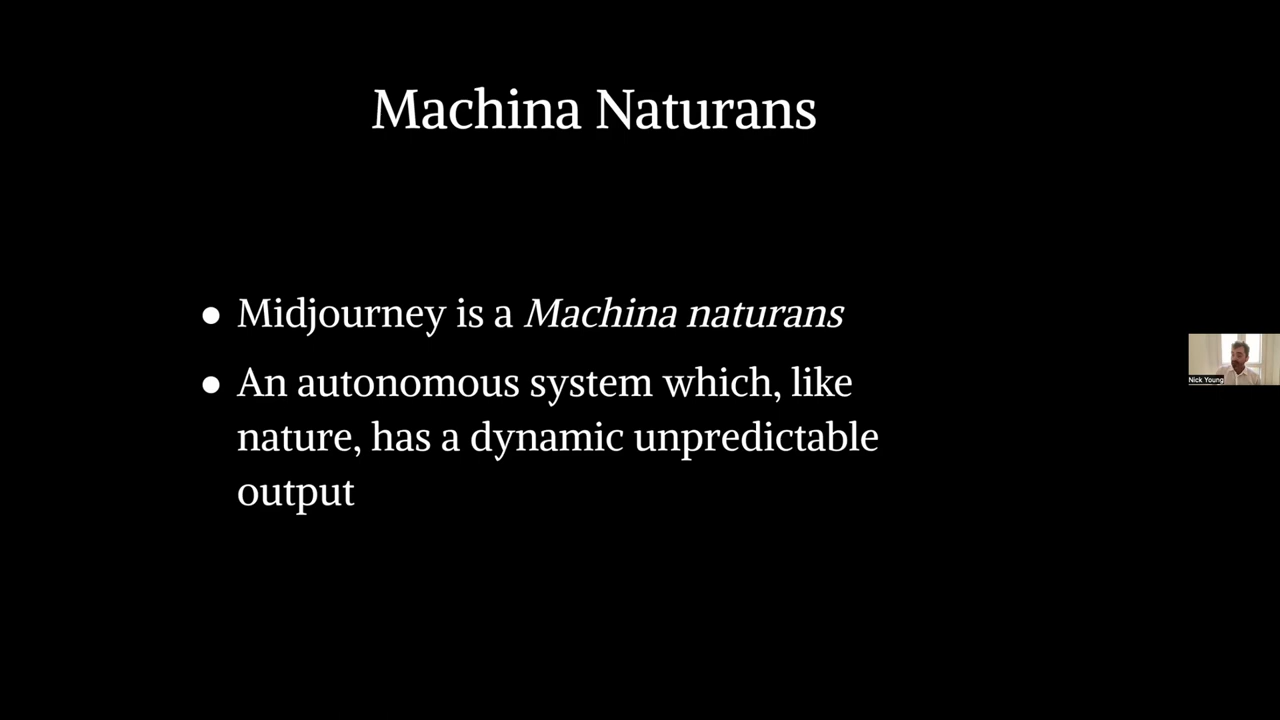 Machina Naturans
● Midjourney is a Machina naturans
● An autonomous system which, like
nature, has a dynamic unpredictable
output
Nick Young